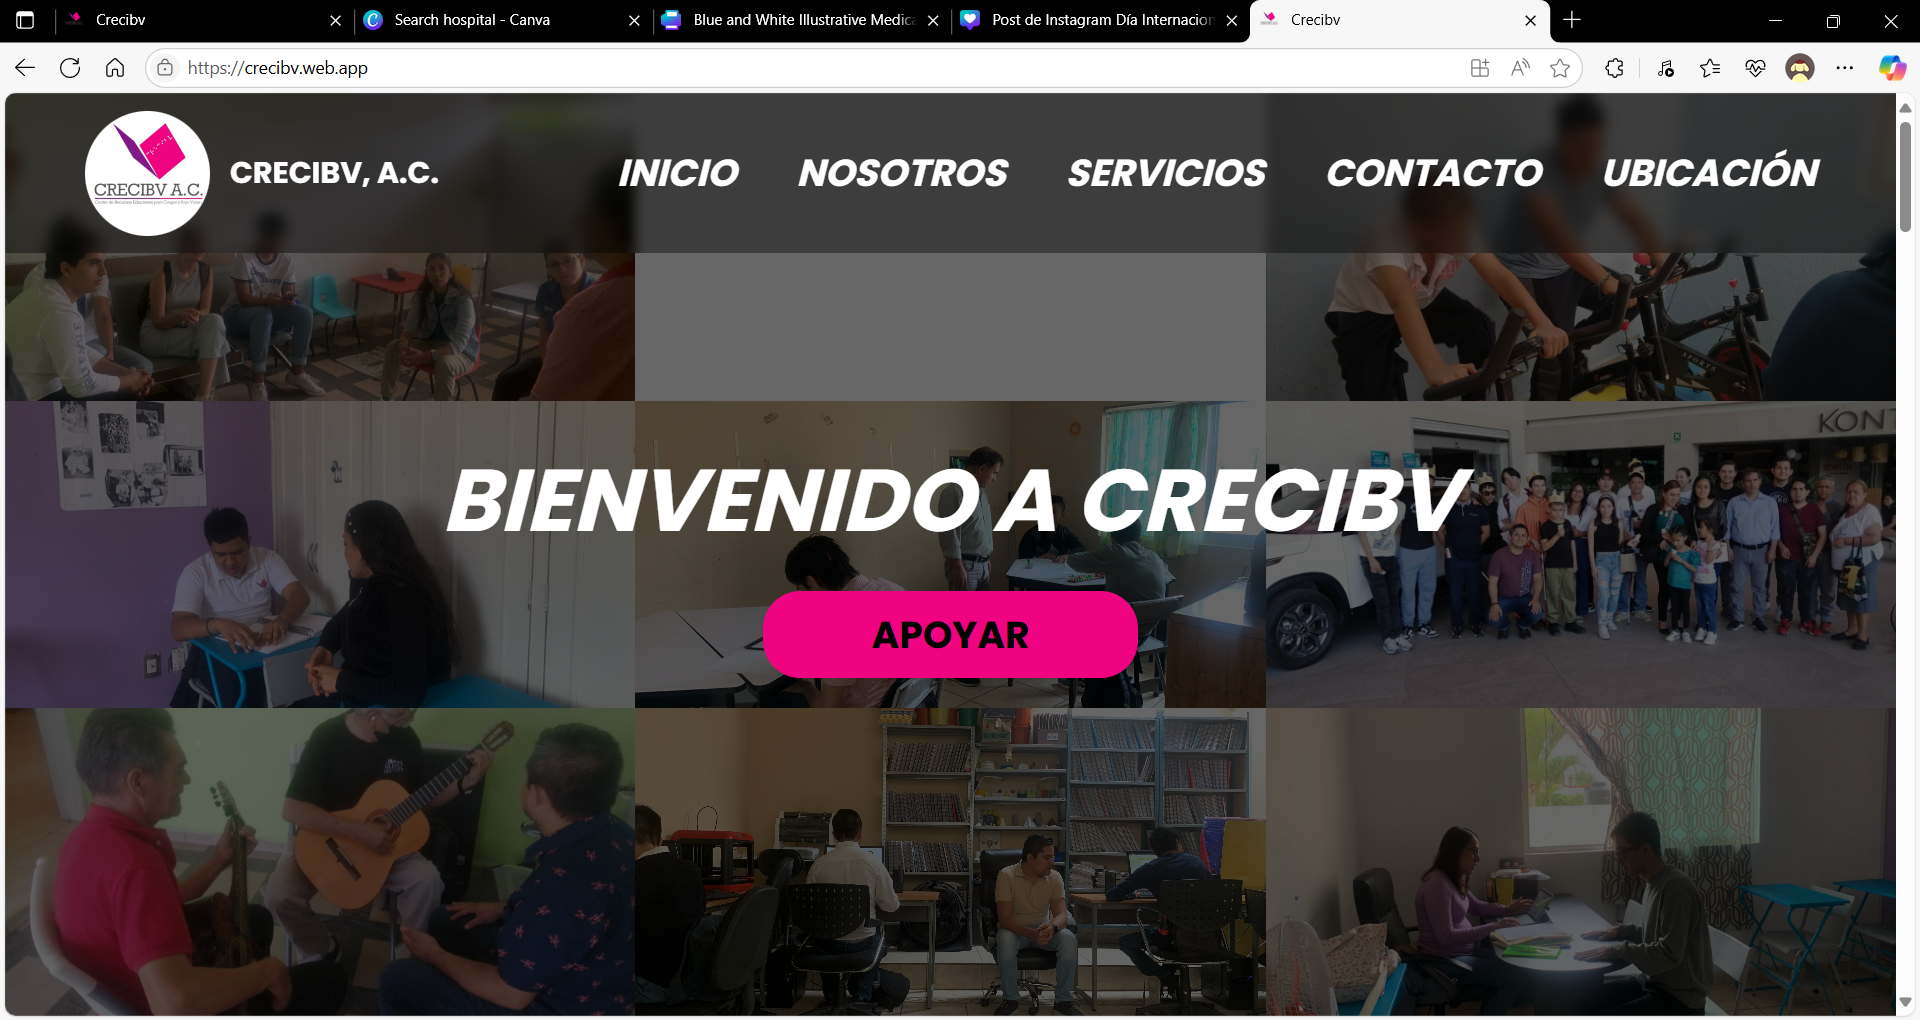 Crecibv
Search hospital - Canva
Blue and White Illustrative Medica
Post de Instagram Día Internacion
Crecibv
https://crecibv.web.app
CRECIBV A.C.
CRECIBV, A.C.
INICIO
NOSOTROS
SERVICIOS
CONTACTO
UBICACIÓN
KONT
BIENVENIDO A CRECIBV
APOYAR